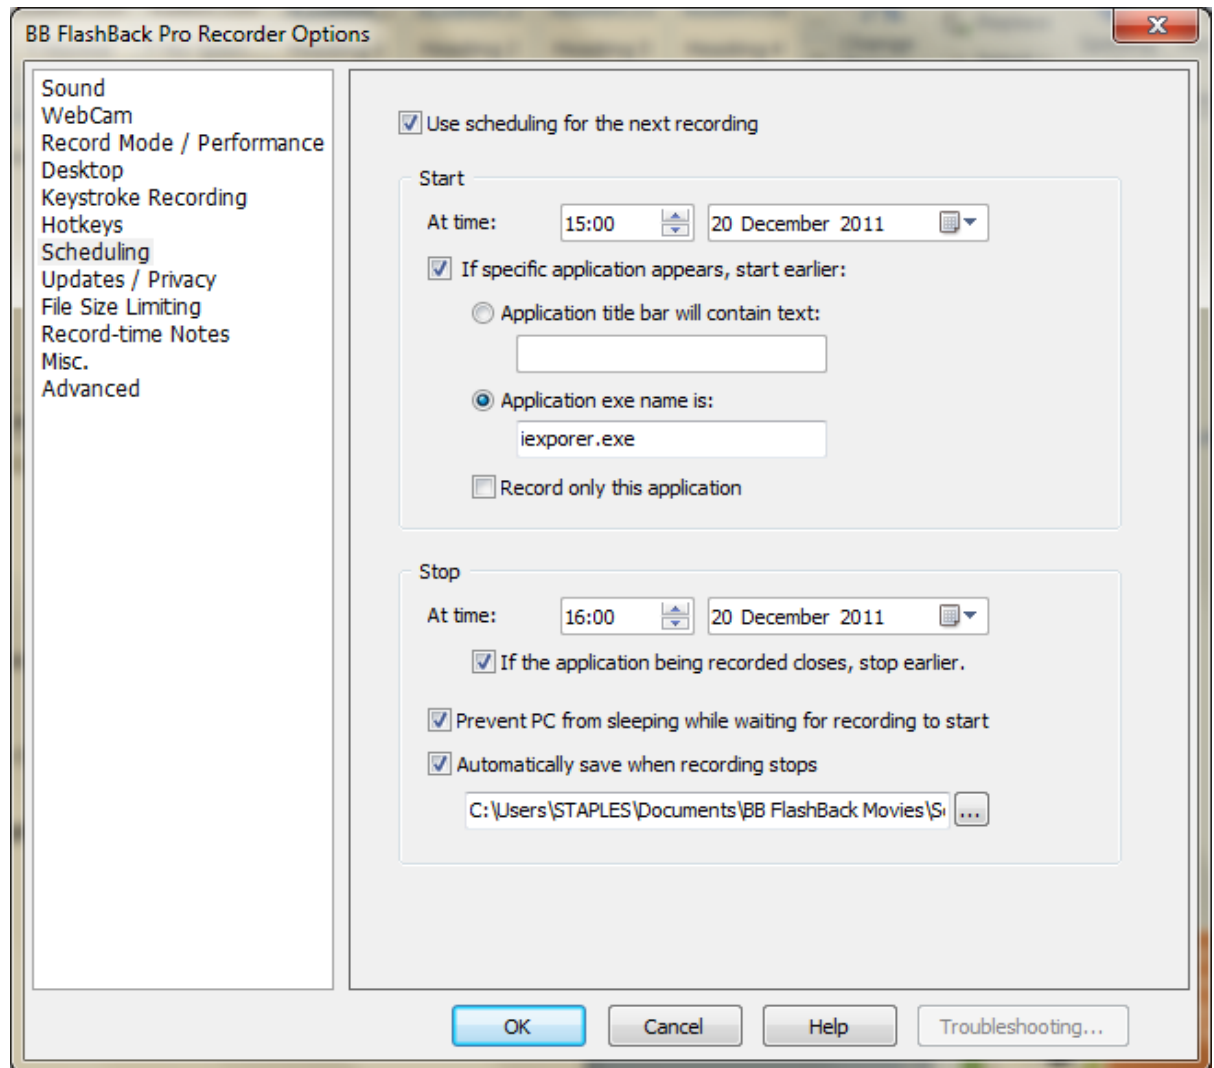 BB FlashBack Pro Recorder Options
Sound
WebCam
Record Mode / Performance
Desktop
Keystroke Recording
Hotkeys
Scheduling
Updates / Privacy
File Size Limiting
Record-time Notes
Misc.
Advanced
Use scheduling for the next recording
Start
At time: 15:00 20 December 2011
If specific application appears, start earlier:
Application title bar will contain text:
Application exe name is:
iexporer.exe
Record only this application
Stop
At time: 16:00 20 December 2011
If the application being recorded closes, stop earlier.
Prevent PC from sleeping while waiting for recording to start
Automatically save when recording stops
C:\Users\STAPLES\Documents\BB FlashBack Movies\S
...
OK Cancel Help Troubleshooting...